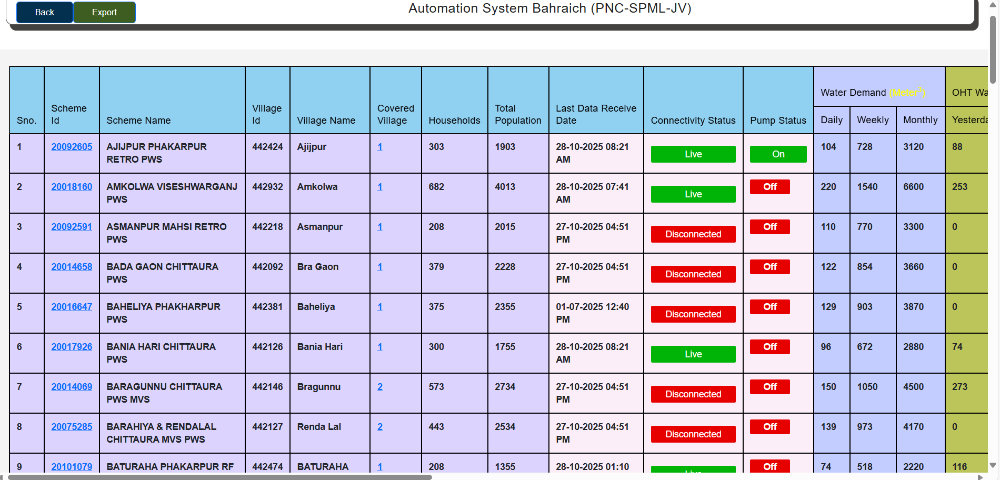 Back Export Automation System Bahraich (PNC-SPML-JV)
Sno. Scheme Id Scheme Name Village Id Village Name Covered Village Households Total Population Last Data Receive Date Connectivity Status Pump Status Water Demand (Meter³) OHT Wa
Daily Weekly Monthly Yesterda
1 20092605 AJIJPUR PHAKARPUR RETRO PWS 442424 Ajijpur 1 303 1903 28-10-2025 08:21 AM Live On 104 728 3120 88
2 20018160 AMKOLWA VISESHWARGANJ PWS 442932 Amkolwa 1 682 4013 28-10-2025 07:41 AM Live Off 220 1540 6600 253
3 20092591 ASMANPUR MAHSI RETRO PWS 442218 Asmanpur 1 208 2015 27-10-2025 04:51 PM Disconnected Off 110 770 3300 0
4 20014658 BADA GAON CHITTAURA PWS 442092 Bra Gaon 1 379 2228 27-10-2025 04:51 PM Disconnected Off 122 854 3660 0
5 20016647 BAHELIYA PHAKHARPUR PWS 442381 Baheliya 1 375 2355 01-07-2025 12:40 PM Disconnected Off 129 903 3870 0
6 20017926 BANIA HARI CHITTAURA PWS 442126 Bania Hari 1 300 1755 28-10-2025 08:21 AM Live Off 96 672 2880 74
7 20014069 BARAGUNNU CHITTAURA PWS MVS 442146 Bragunnu 2 573 2734 27-10-2025 04:51 PM Disconnected Off 150 1050 4500 273
8 20075285 BARAHIYA & RENDALAL CHITTAURA MVS PWS 442127 Renda Lal 2 443 2534 27-10-2025 04:51 PM Disconnected Off 139 973 4170 0
9 20101079 BATURAHA PHAKARPUR RF 442474 BATURAHA 1 208 1355 28-10-2025 01:10 Live Off 74 518 2220 116